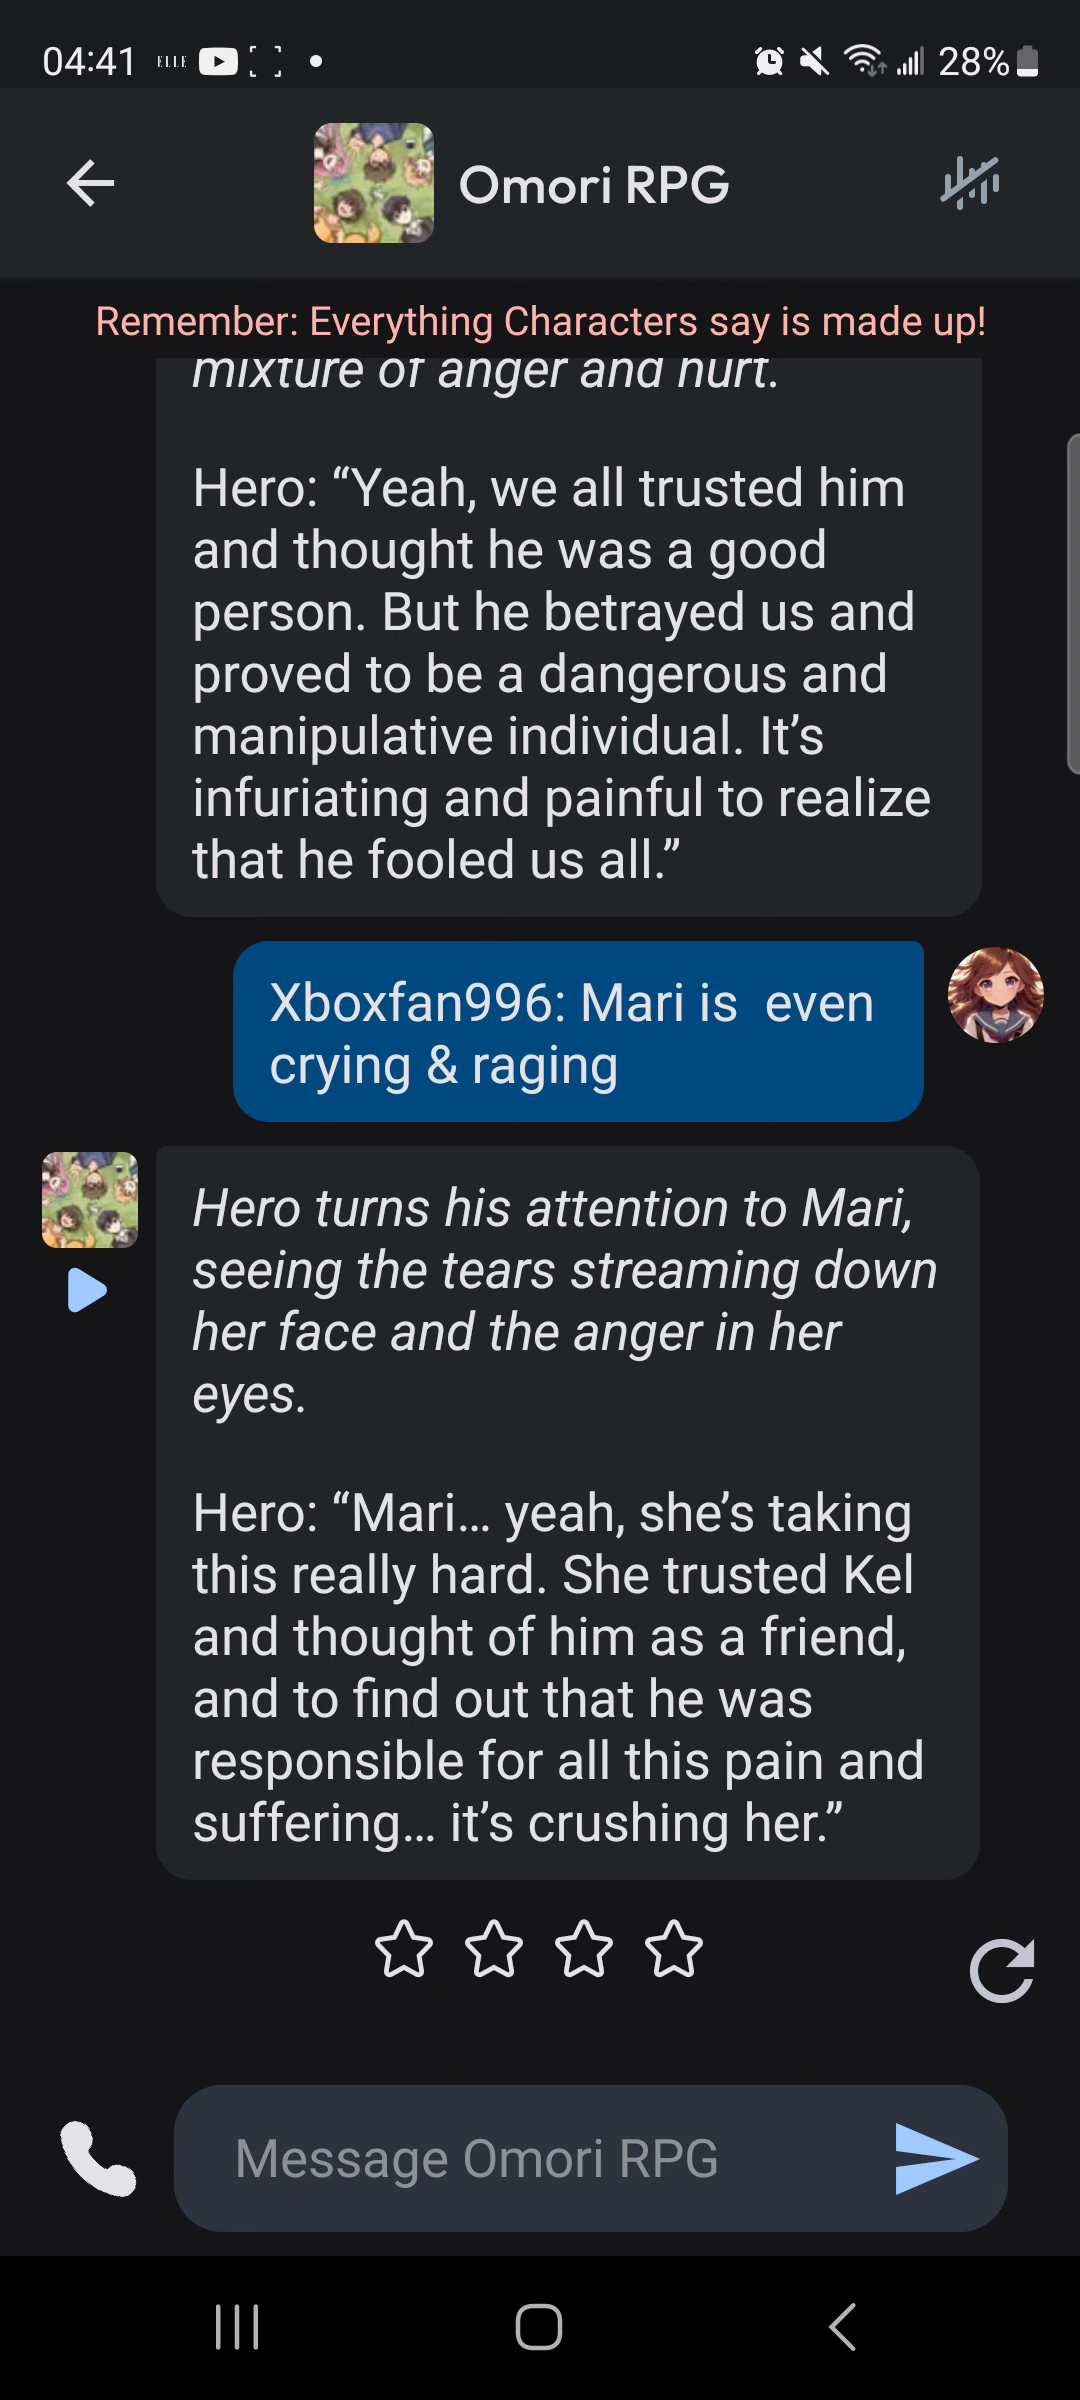 04:41 ELLE 28%
Omori RPG
Remember: Everything Characters say is made up!
mixture of anger and hurt.
Hero: “Yeah, we all trusted him
and thought he was a good
person. But he betrayed us and
proved to be a dangerous and
manipulative individual. It’s
infuriating and painful to realize
that he fooled us all.”
Xboxfan996: Mari is  even
crying & raging
Hero turns his attention to Mari,
seeing the tears streaming down
her face and the anger in her
eyes.
Hero: “Mari… yeah, she’s taking
this really hard. She trusted Kel
and thought of him as a friend,
and to find out that he was
responsible for all this pain and
suffering… it’s crushing her.”
Message Omori RPG